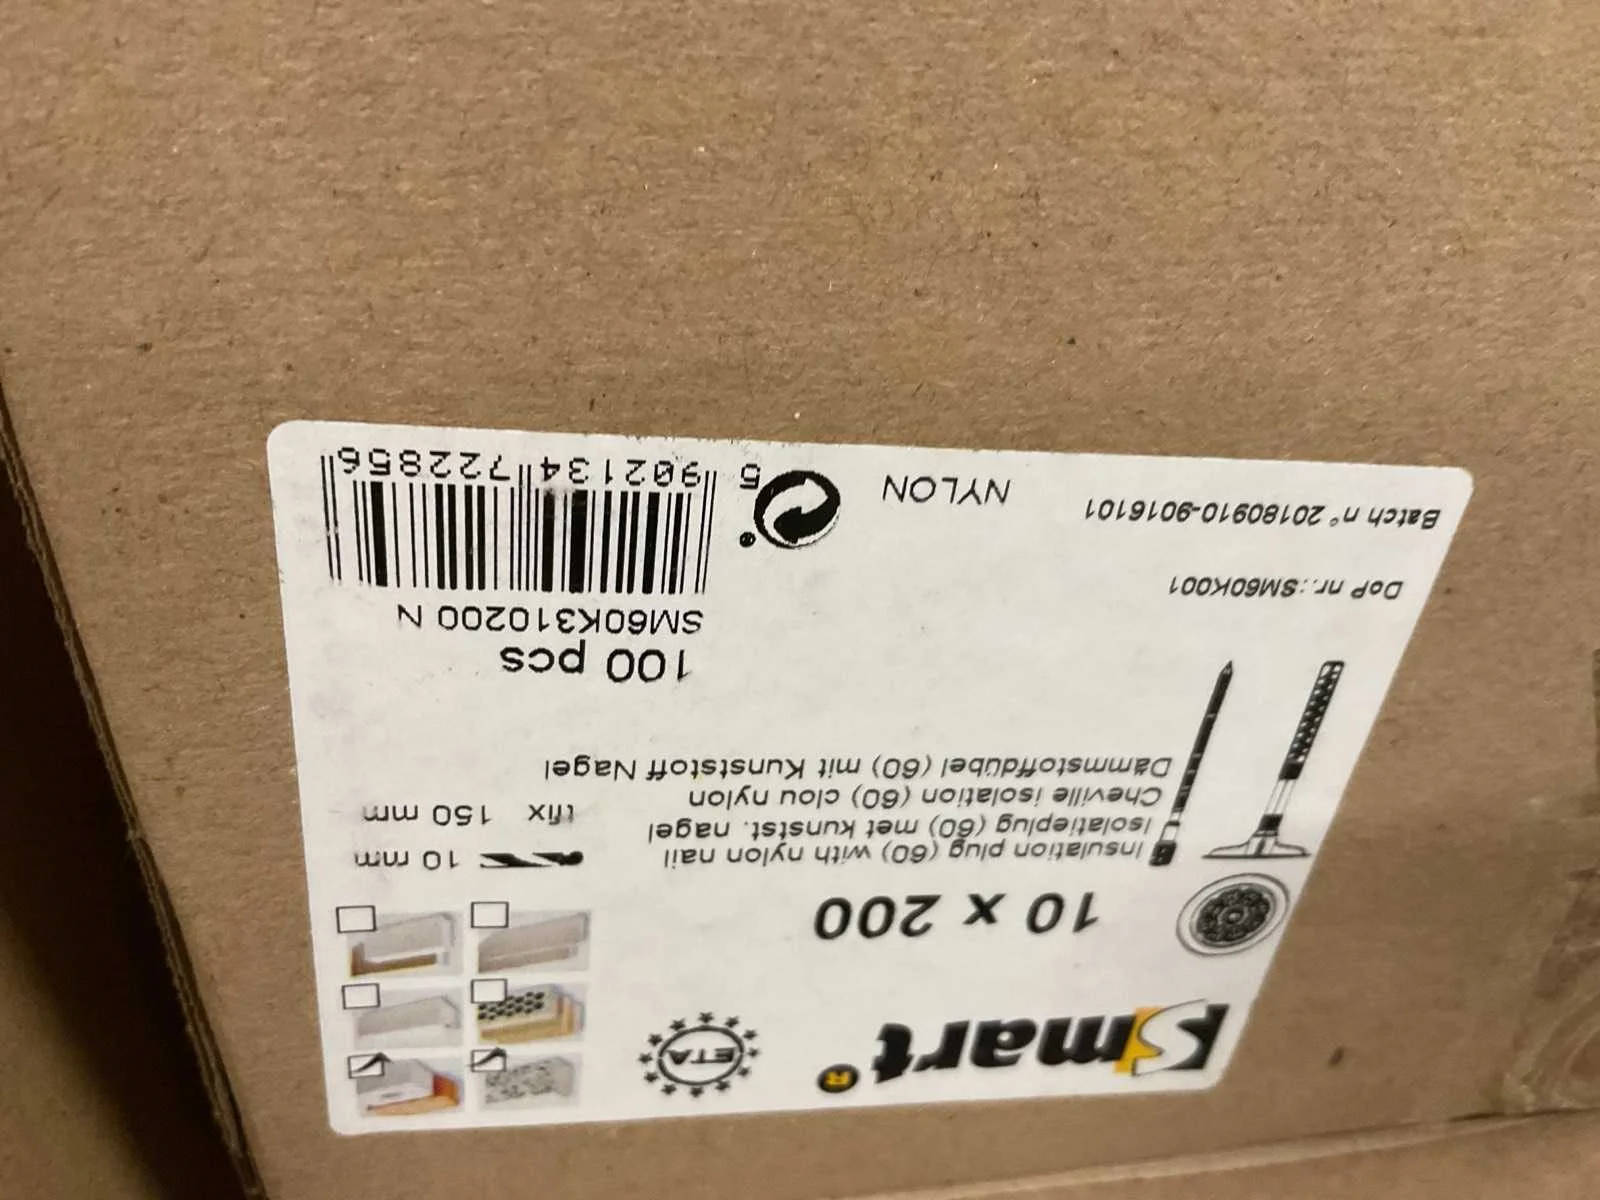 Smart®
ETA
10 x 200
Insulation plug (60) with nylon nail
Isolatieplug (60) met kunstst. nagel
Cheville isolation (60) clou nylon
Dämmstoffdübel (60) mit Kunststoff Nagel
10 mm
tfix 150 mm
100 pcs
SM60K310200 N
DoP nr.:SM60K001
Batch n° 20180910-9016101
NYLON
5 902134 722856